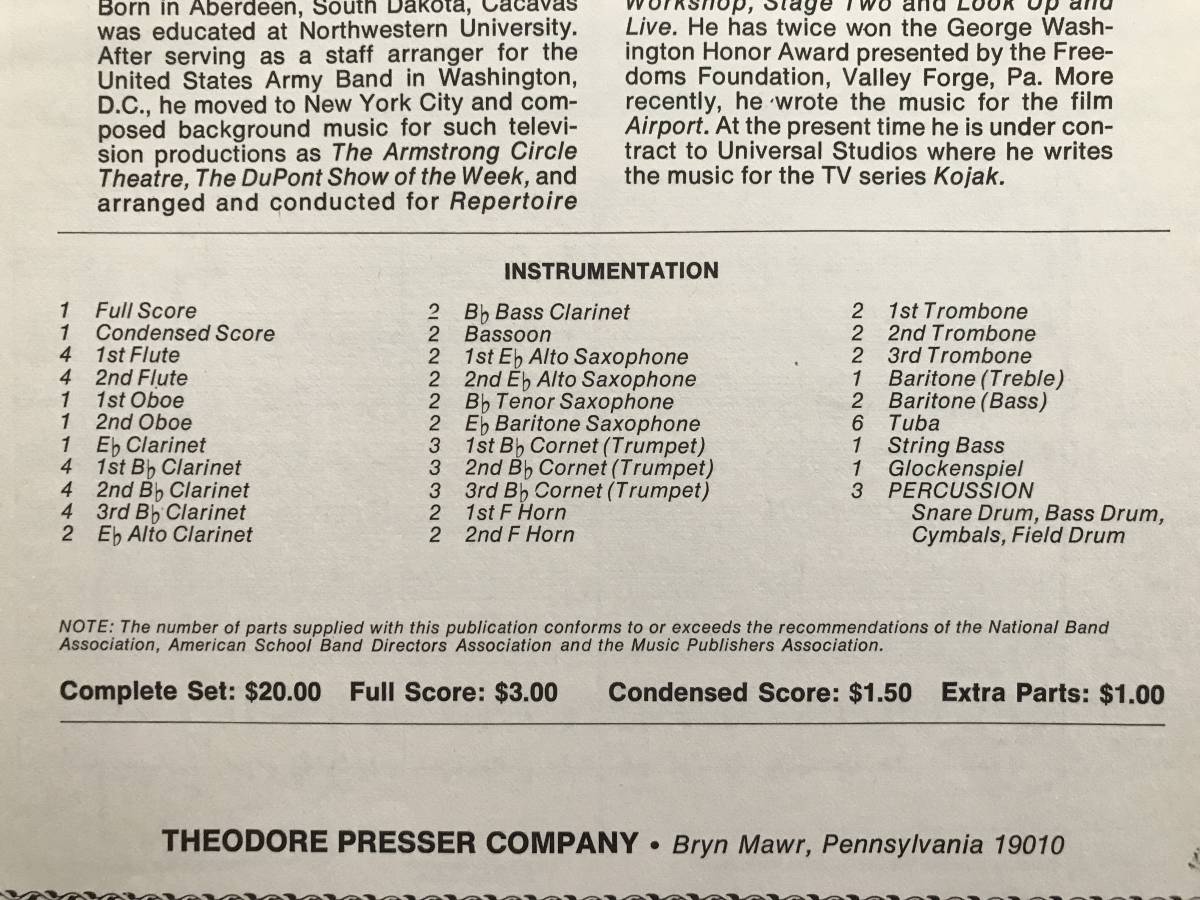 Born in Aberdeen, South Dakota, Cacavas
was educated at Northwestern University.
After serving as a staff arranger for the
United States Army Band in Washington,
D.C., he moved to New York City and com-
posed background music for such televi-
sion productions as The Armstrong Circle
Theatre, The DuPont Show of the Week, and
arranged and conducted for Repertoire
Workshop, Stage Two and Look Up and
Live. He has twice won the George Wash-
ington Honor Award presented by the Free-
doms Foundation, Valley Forge, Pa. More
recently, he wrote the music for the film
Airport. At the present time he is under con-
tract to Universal Studios where he writes
the music for the TV series Kojak.
INSTRUMENTATION
1 Full Score
1 Condensed Score
4 1st Flute
4 2nd Flute
1 1st Oboe
1 2nd Oboe
1 E♭ Clarinet
4 1st B♭ Clarinet
4 2nd B♭ Clarinet
4 3rd B♭ Clarinet
2 E♭ Alto Clarinet
2 B♭ Bass Clarinet
2 Bassoon
2 1st E♭ Alto Saxophone
2 2nd E♭ Alto Saxophone
2 B♭ Tenor Saxophone
2 E♭ Baritone Saxophone
3 1st B♭ Cornet (Trumpet)
3 2nd B♭ Cornet (Trumpet)
3 3rd B♭ Cornet (Trumpet)
2 1st F Horn
2 2nd F Horn
2 1st Trombone
2 2nd Trombone
2 3rd Trombone
1 Baritone (Treble)
2 Baritone (Bass)
6 Tuba
1 String Bass
1 Glockenspiel
3 PERCUSSION
Snare Drum, Bass Drum,
Cymbals, Field Drum
NOTE: The number of parts supplied with this publication conforms to or exceeds the recommendations of the National Band
Association, American School Band Directors Association and the Music Publishers Association.
Complete Set: $20.00 Full Score: $3.00 Condensed Score: $1.50 Extra Parts: $1.00
THEODORE PRESSER COMPANY • Bryn Mawr, Pennsylvania 19010